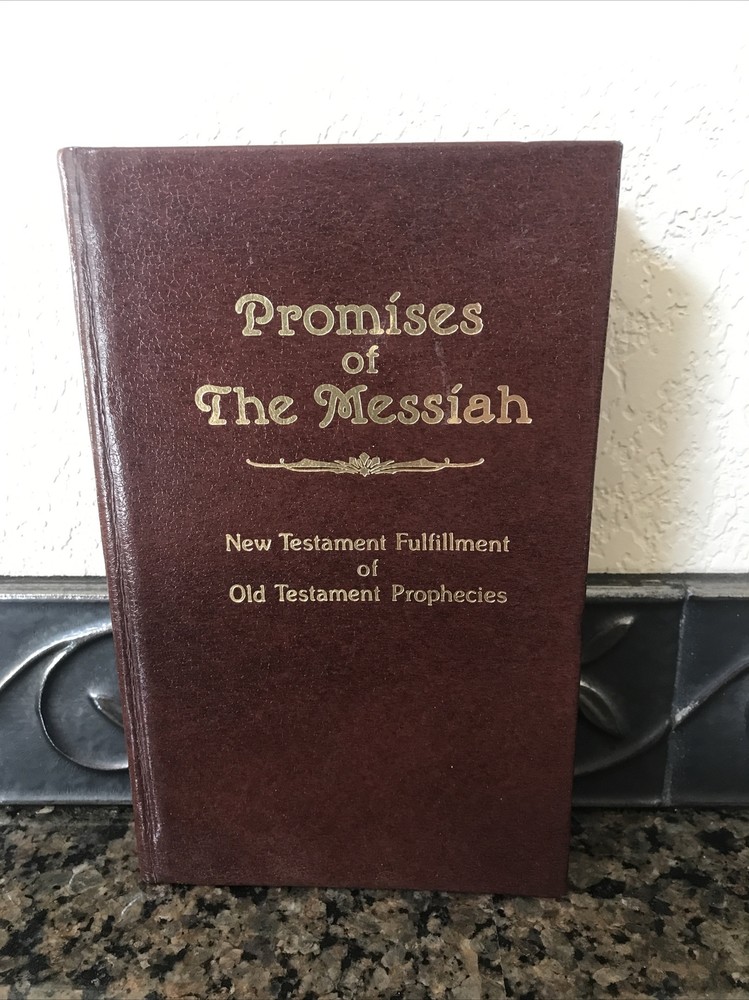 Promises
of
The Messiah
New Testament Fulfillment
of
Old Testament Prophecies